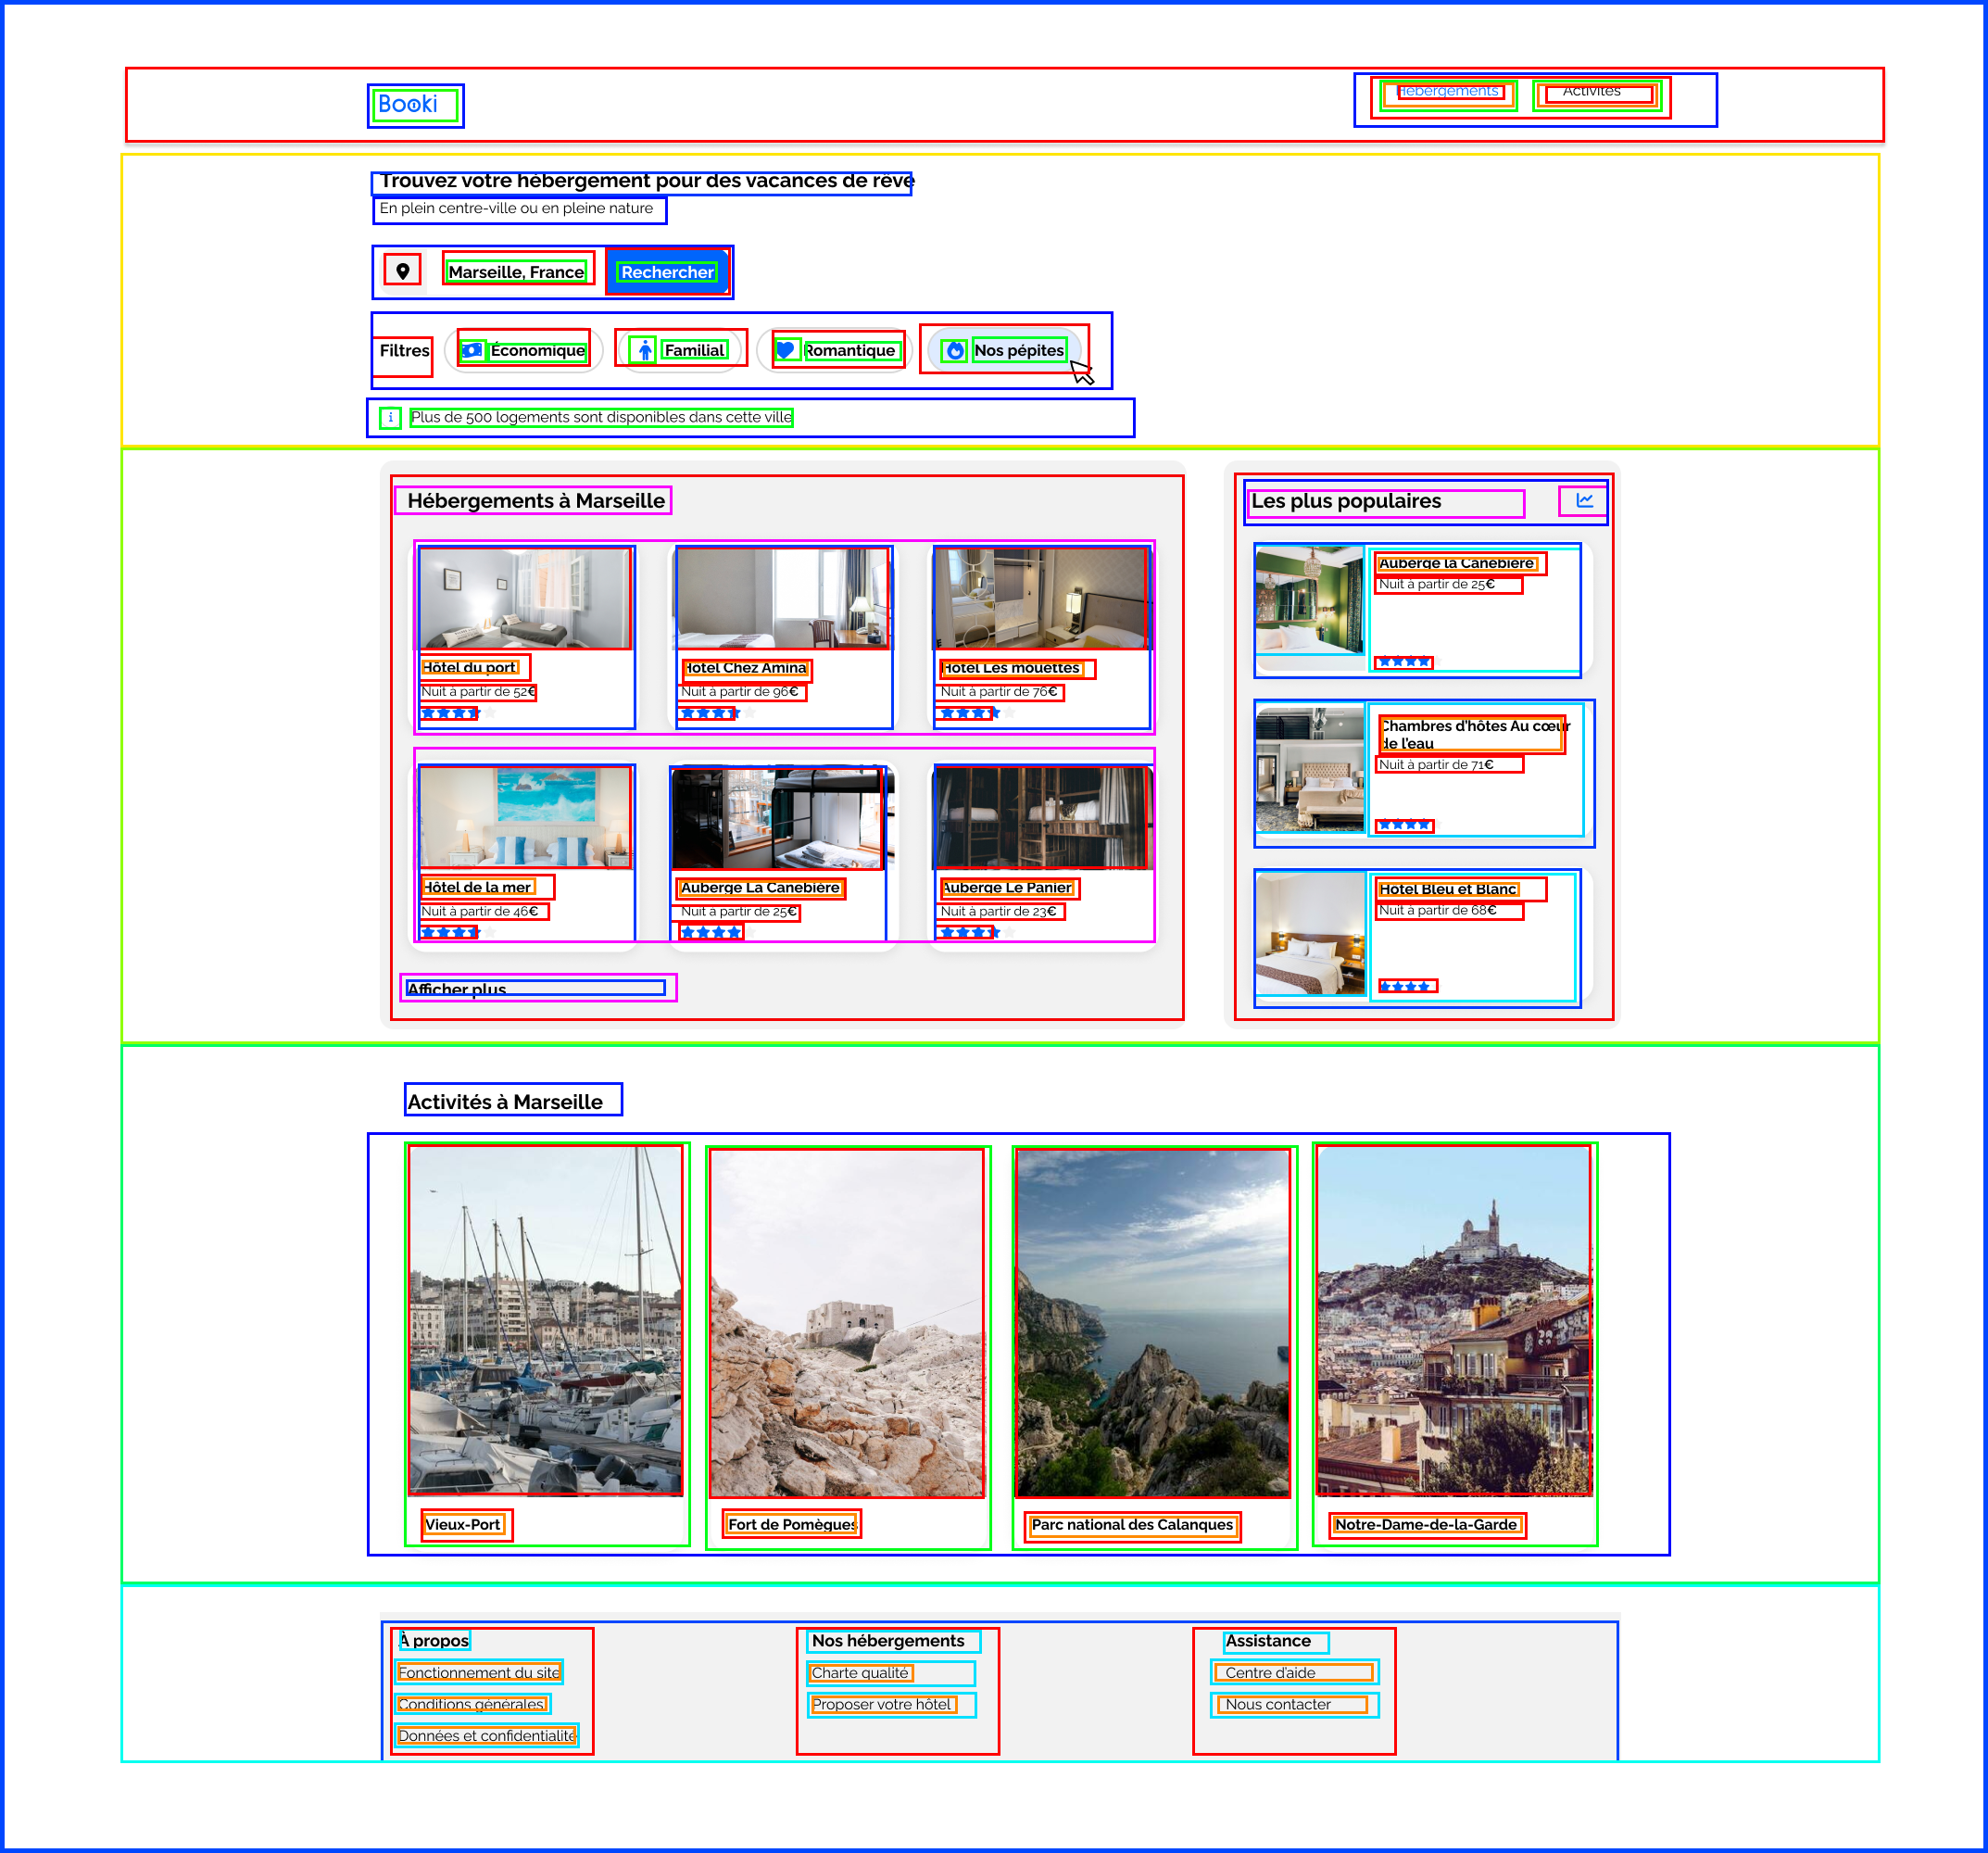 Booki
Hébergements
Activités
Trouvez votre hébergement pour des vacances de rêve
En plein centre-ville ou en pleine nature
Marseille, France
Rechercher
Filtres
Économique
Familial
Romantique
Nos pépites
Plus de 500 logements sont disponibles dans cette ville
Hébergements à Marseille
Hôtel du port
Nuit à partir de 52€
Hôtel Chez Amina
Nuit à partir de 96€
Hôtel Les mouettes
Nuit à partir de 76€
Hôtel de la mer
Nuit à partir de 46€
Auberge La Canebière
Nuit à partir de 25€
Auberge Le Panier
Nuit à partir de 23€
Afficher plus
Les plus populaires
Auberge la Canebière
Nuit à partir de 25€
Chambres d'hôtes Au cœur
de l'eau
Nuit à partir de 71€
Hôtel Bleu et Blanc
Nuit à partir de 68€
Activités à Marseille
Vieux-Port
Fort de Pomègues
Parc national des Calanques
Notre-Dame-de-la-Garde
À propos
Fonctionnement du site
Conditions générales
Données et confidentialité
Nos hébergements
Charte qualité
Proposer votre hôtel
Assistance
Centre d'aide
Nous contacter